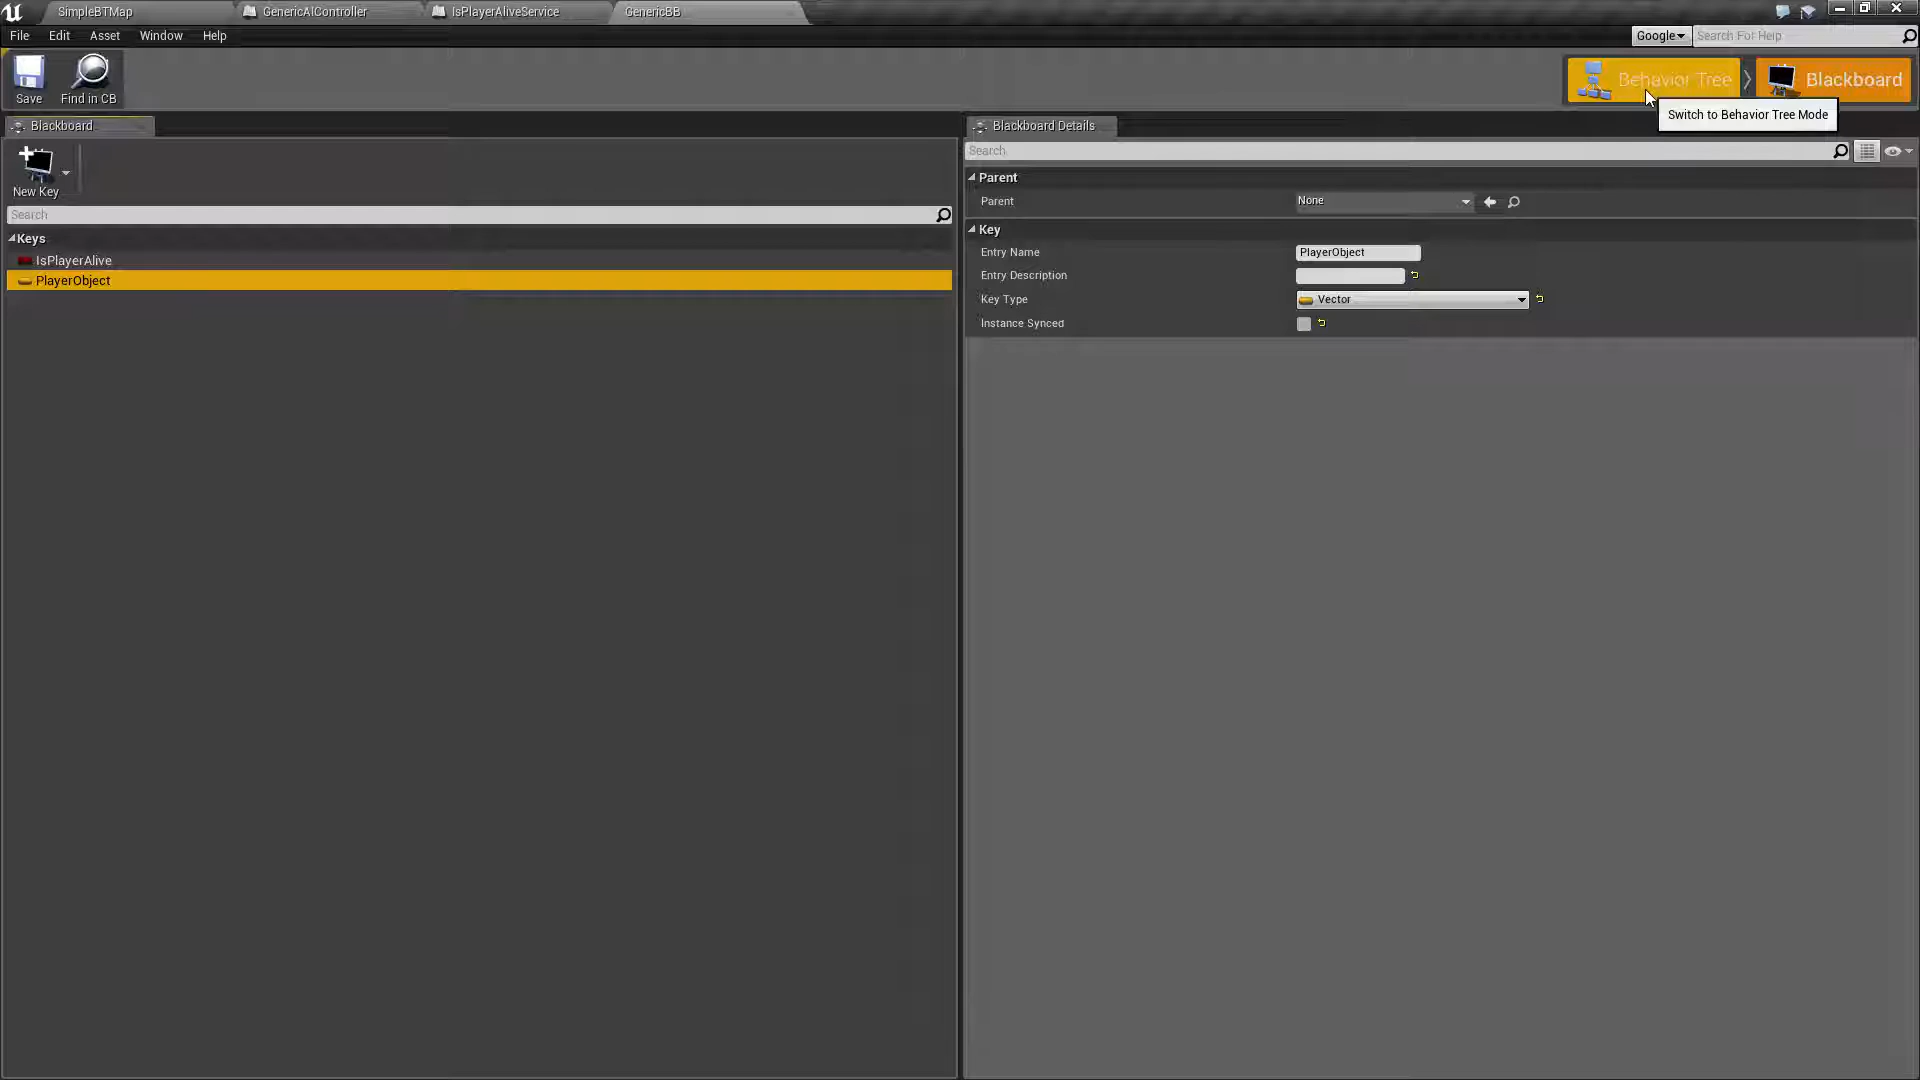 SimpleBTMap
GenericAIController
IsPlayerAliveService
GenericBB
File
Edit
Asset
Window
Help
Google
Search For Help
Save
Find in CB
Behavior Tree
Blackboard
Switch to Behavior Tree Mode
Blackboard
New Key
Search
Keys
IsPlayerAlive
PlayerObject
Blackboard Details
Search
Parent
Parent
None
Key
Entry Name
PlayerObject
Entry Description
Key Type
Vector
Instance Synced